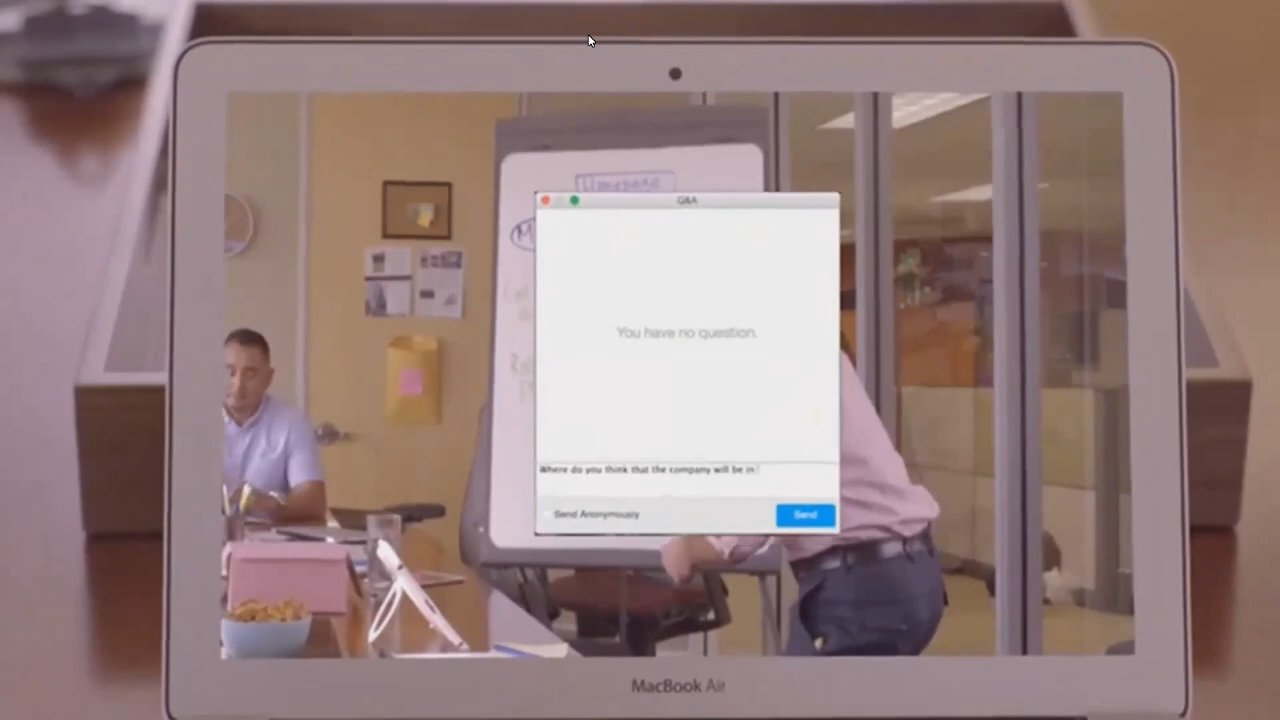 Q&A
You have no question.
Where do you think that the company will be in
Send Anonymously
Send
MacBook Air